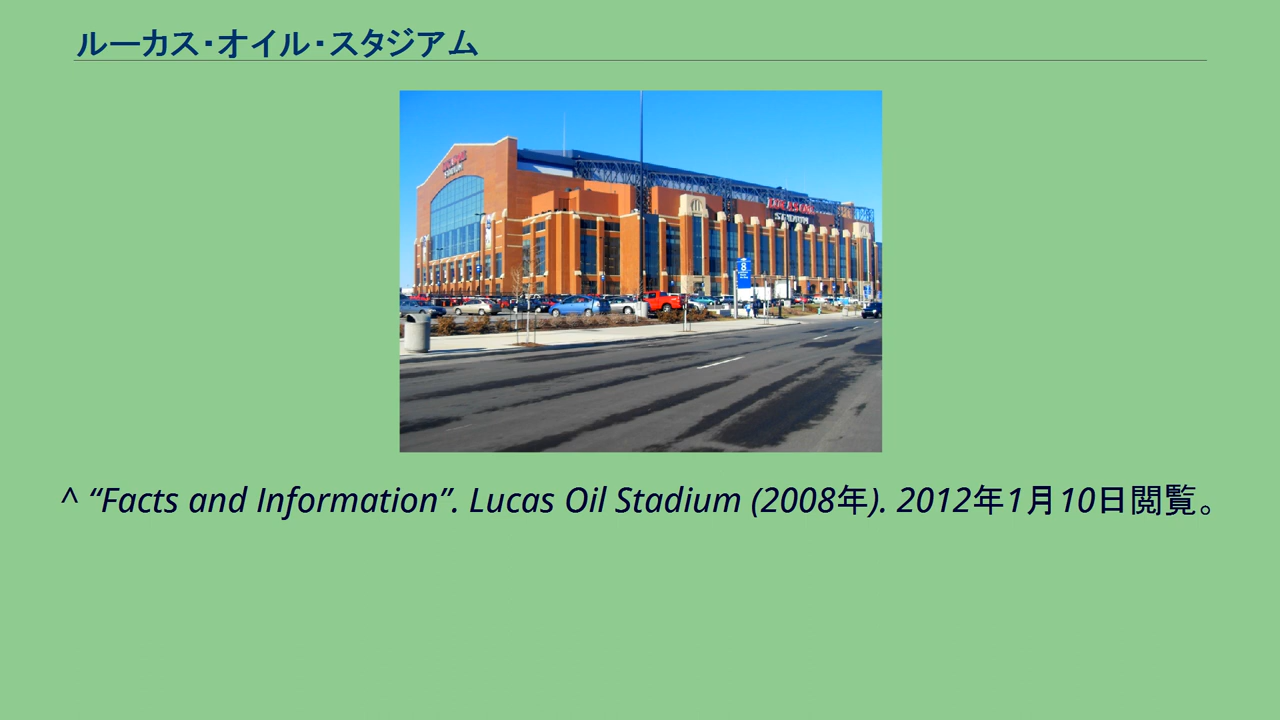 ルーカス・オイル・スタジアム
^ “Facts and Information”. Lucas Oil Stadium (2008年). 2012年1月10日閲覧。